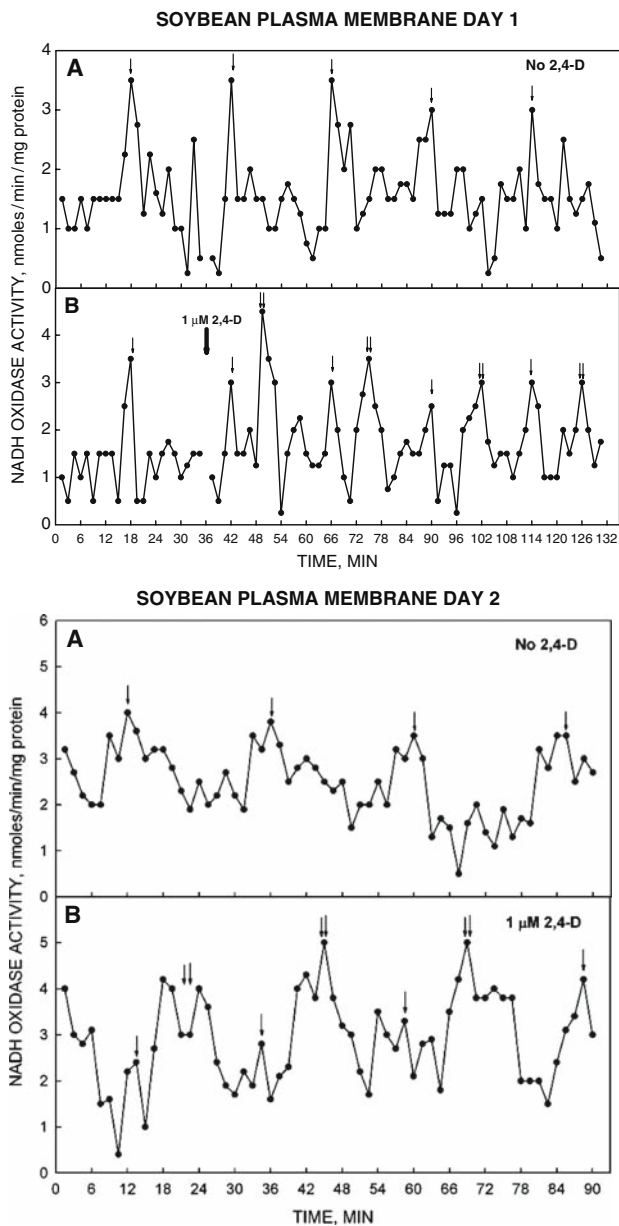 SOYBEAN PLASMA MEMBRANE DAY 1
A
No 2,4-D
4
3
2
1
0
B
1 µM 2,4-D
4
3
2
1
0
NADH OXIDASE ACTIVITY, nmoles/min/mg protein
0 6 12 18 24 30 36 42 48 54 60 66 72 78 84 90 96 102 108 114 120 126 132
TIME, MIN
SOYBEAN PLASMA MEMBRANE DAY 2
A
No 2,4-D
6
5
4
3
2
1
0
B
1 µM 2,4-D
5
4
3
2
1
0
NADH OXIDASE ACTIVITY, nmoles/min/mg protein
0 6 12 18 24 30 36 42 48 54 60 66 72 78 84 90
TIME, MIN